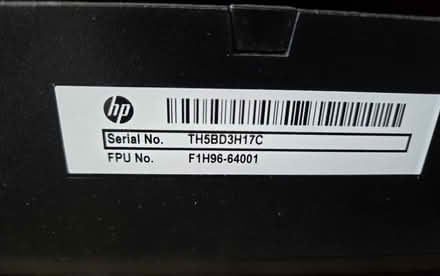 hp
Serial No. TH5BD3H17C
FPU No. F1H96-64001